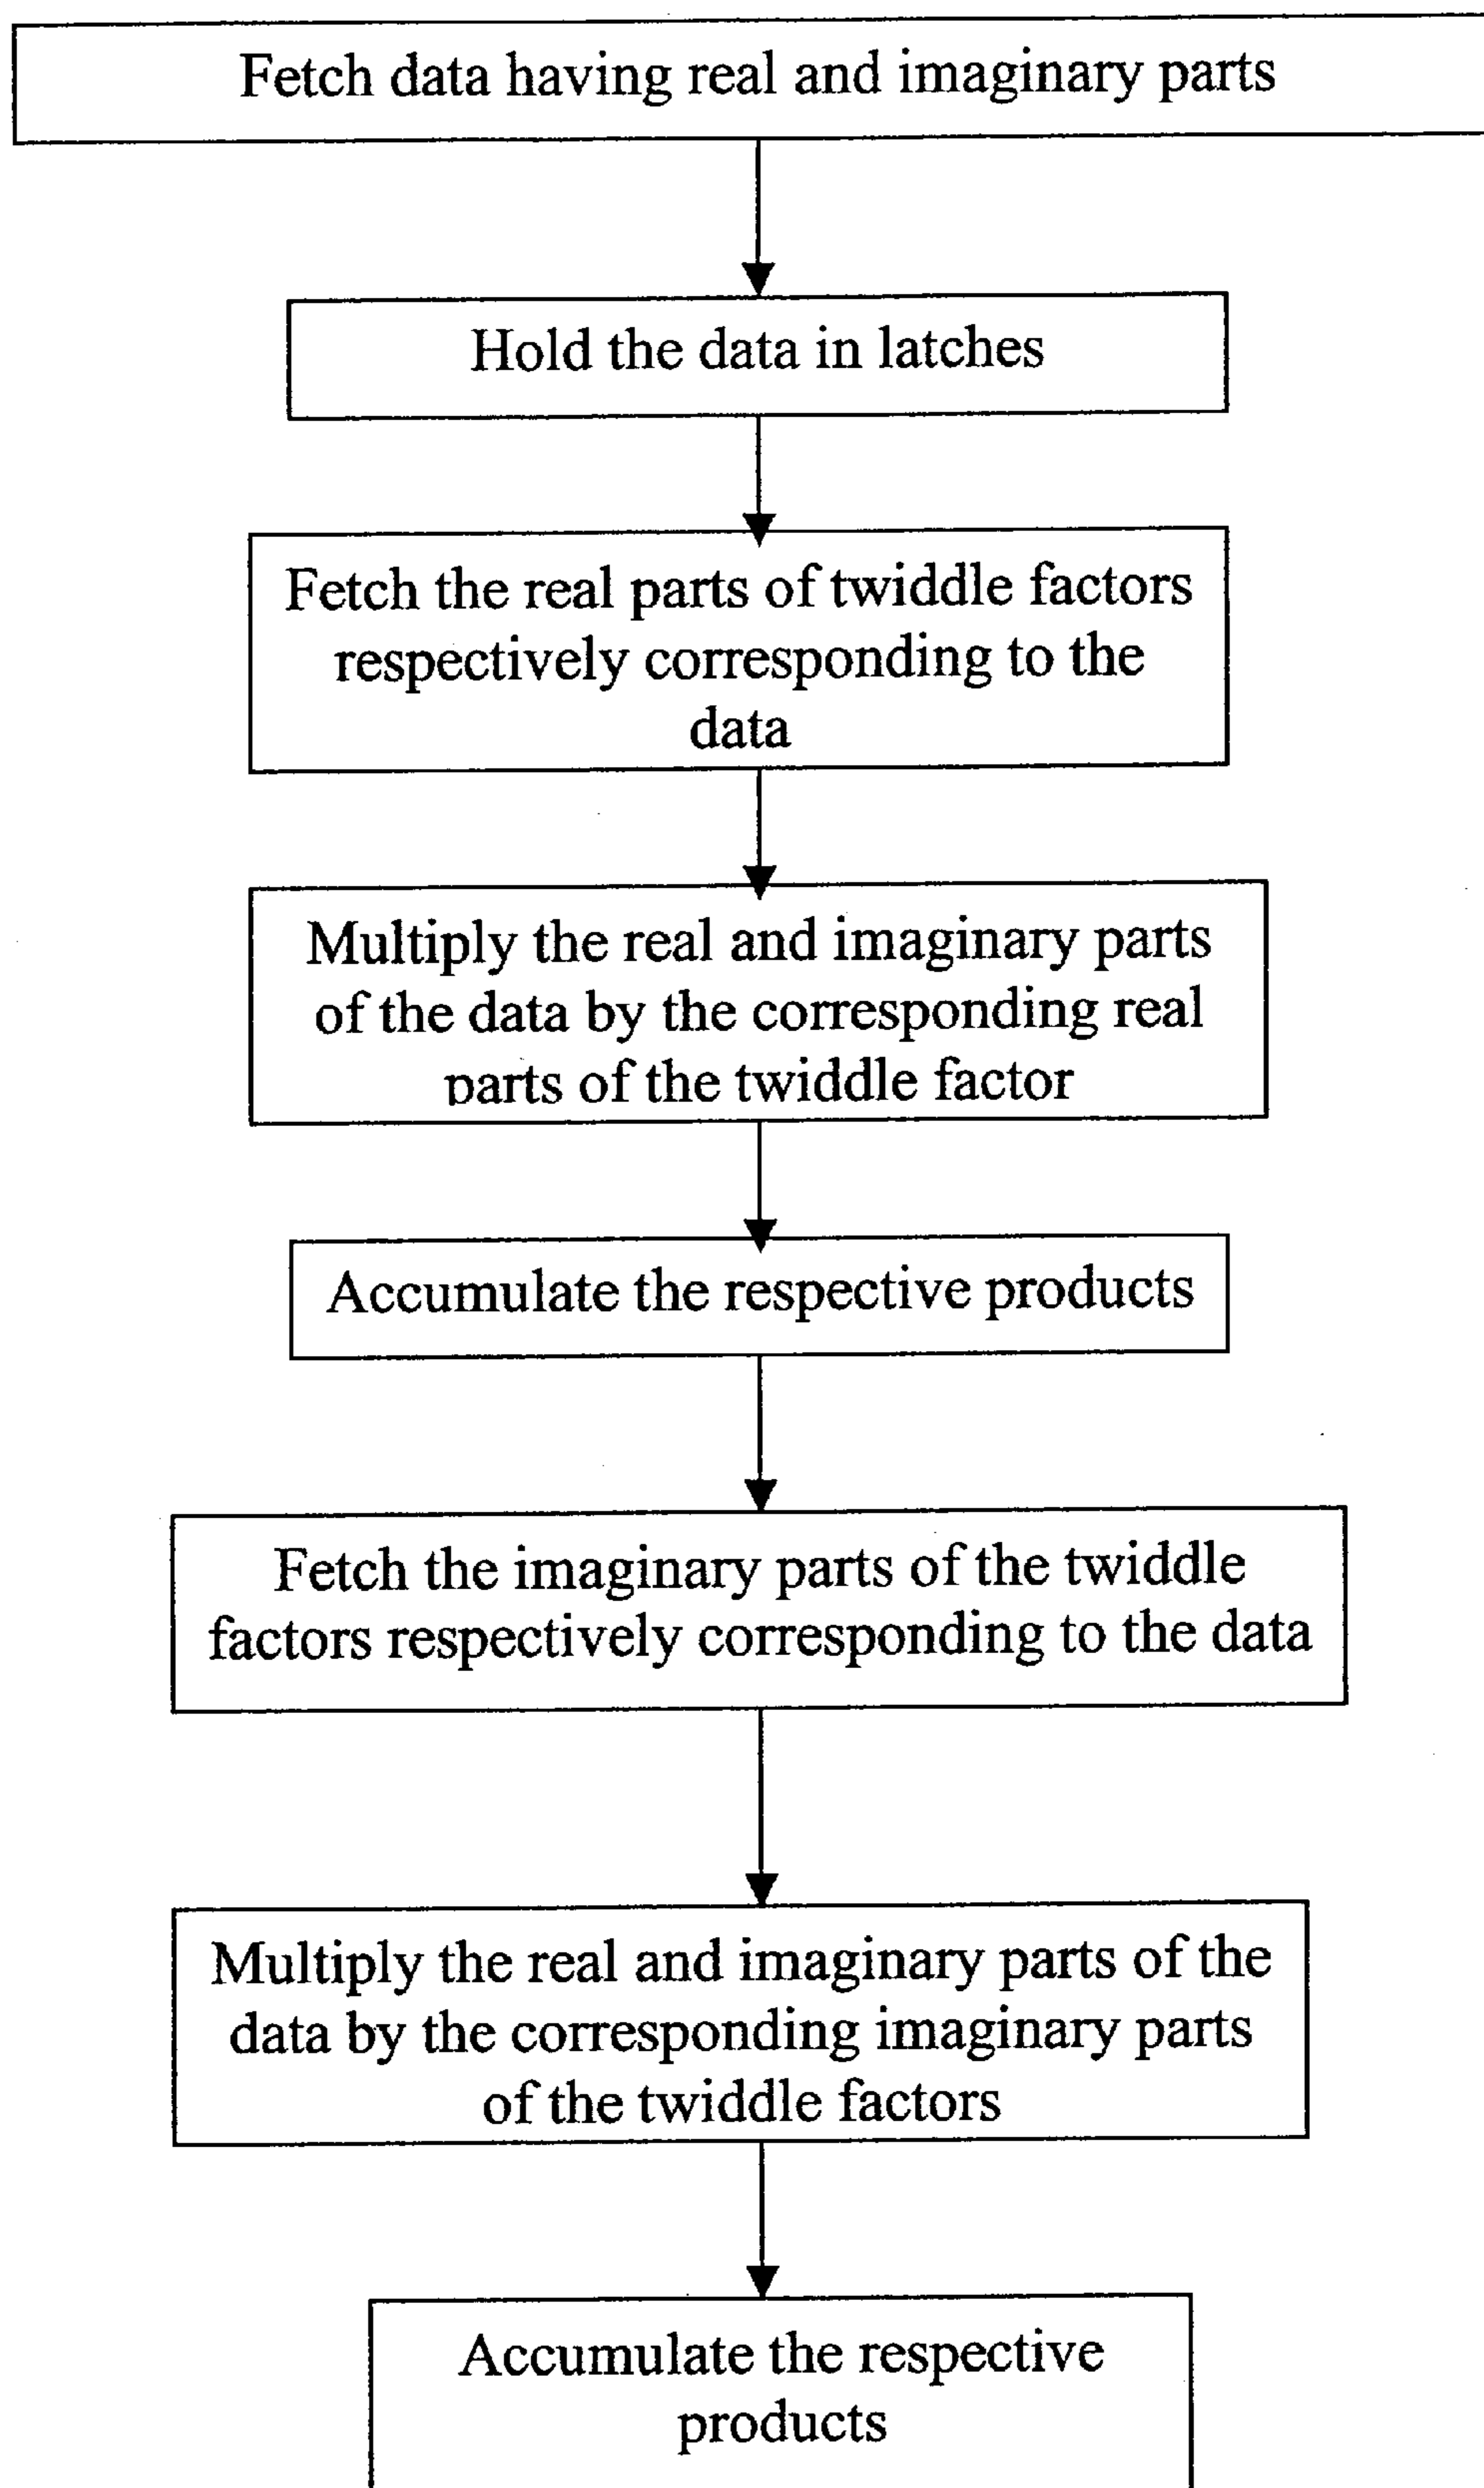 Fetch data having real and imaginary parts
Hold the data in latches
Fetch the real parts of twiddle factors
respectively corresponding to the
data
Multiply the real and imaginary parts
of the data by the corresponding real
parts of the twiddle factor
Accumulate the respective products
Fetch the imaginary parts of the twiddle
factors respectively corresponding to the data
Multiply the real and imaginary parts of the
data by the corresponding imaginary parts
of the twiddle factors
Accumulate the respective
products